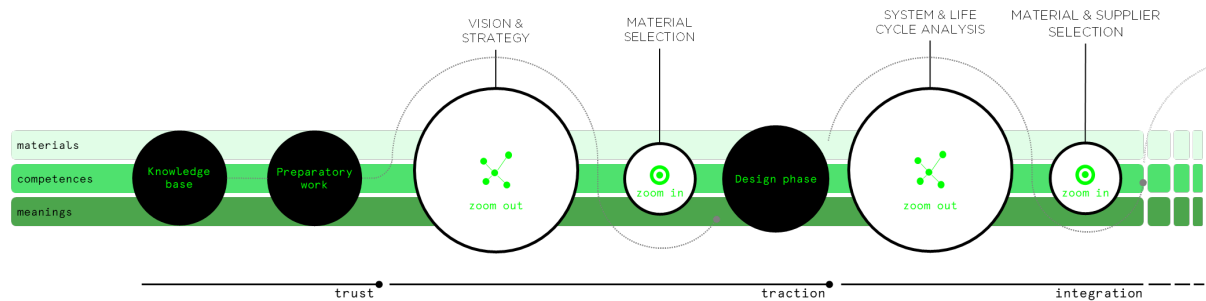 VISION &
STRATEGY
MATERIAL
SELECTION
SYSTEM & LIFE
CYCLE ANALYSIS
MATERIAL & SUPPLIER
SELECTION
materials
competences
meanings
Knowledge
base
Preparatory
work
zoom out
zoom in
Design phase
zoom out
zoom in
trust
traction
integration